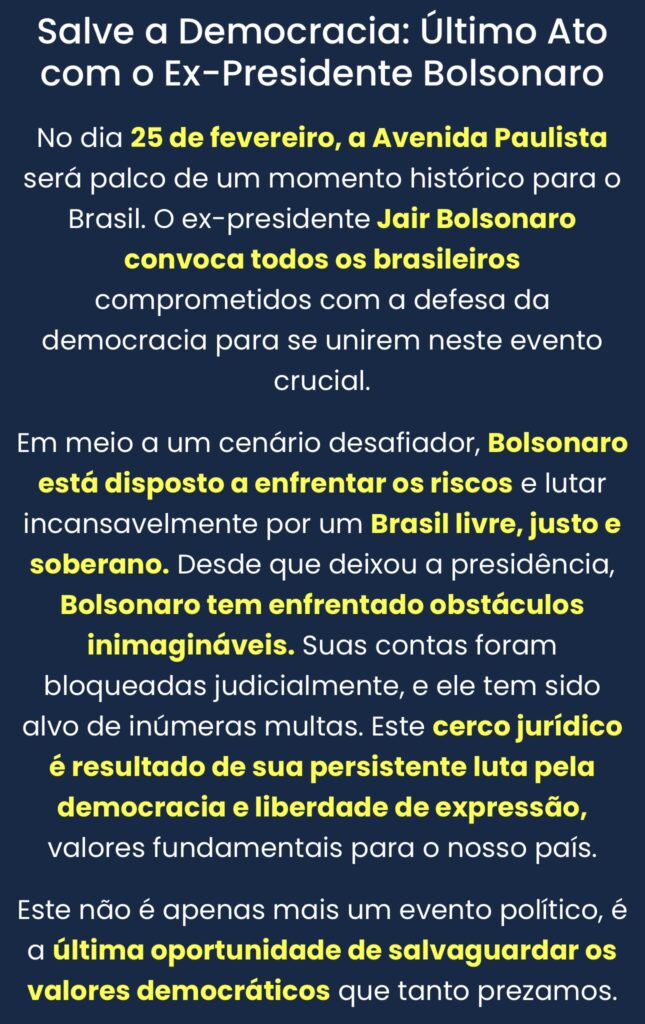 Salve a Democracia: Último Ato
com o Ex-Presidente Bolsonaro
No dia 25 de fevereiro, a Avenida Paulista
será palco de um momento histórico para o
Brasil. O ex-presidente Jair Bolsonaro
convoca todos os brasileiros
comprometidos com a defesa da
democracia para se unirem neste evento
crucial.
Em meio a um cenário desafiador, Bolsonaro
está disposto a enfrentar os riscos e lutar
incansavelmente por um Brasil livre, justo e
soberano. Desde que deixou a presidência,
Bolsonaro tem enfrentado obstáculos
inimagináveis. Suas contas foram
bloqueadas judicialmente, e ele tem sido
alvo de inúmeras multas. Este cerco jurídico
é resultado de sua persistente luta pela
democracia e liberdade de expressão,
valores fundamentais para o nosso país.
Este não é apenas mais um evento político, é
a última oportunidade de salvaguardar os
valores democráticos que tanto prezamos.